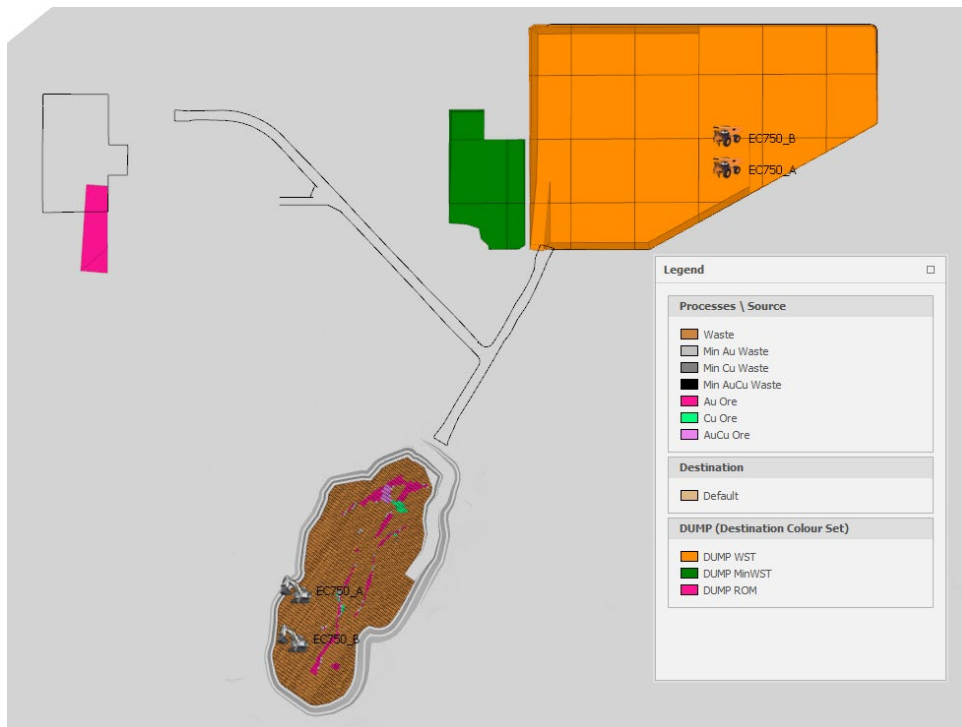 EC750_B
EC750_A
Legend
Processes \ Source
Waste
Min Au Waste
Min Cu Waste
Min AuCu Waste
Au Ore
Cu Ore
AuCu Ore
Destination
Default
DUMP (Destination Colour Set)
DUMP WST
DUMP MinWST
DUMP ROM
EC750_A
EC750_B